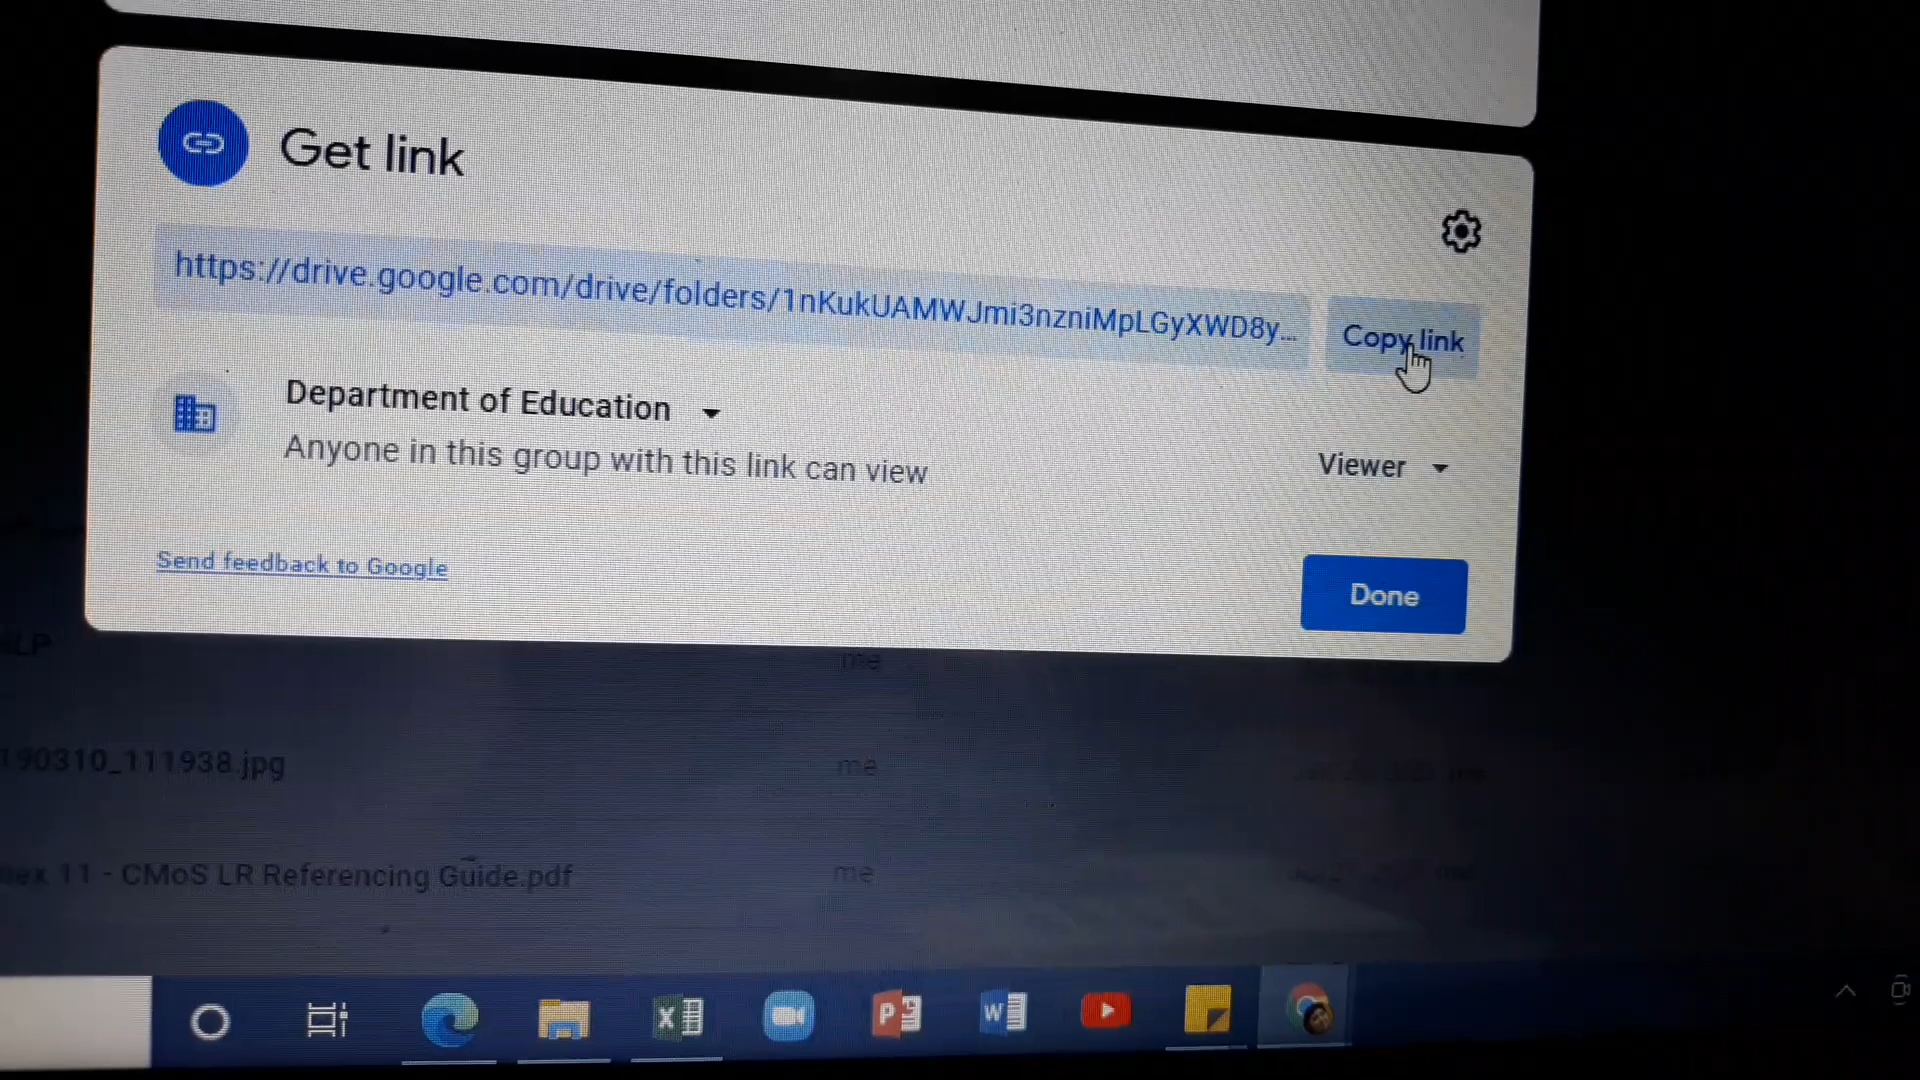 Get link
https://drive.google.com/drive/folders/1nKukUAMWJmi3nzniMpLGyXWD8y...
Copy link
Department of Education
Anyone in this group with this link can view
Viewer
Send feedback to Google
Done
LP
me
190310_111938.jpg
me
11 - CMoS LR Referencing Guide.pdf
me